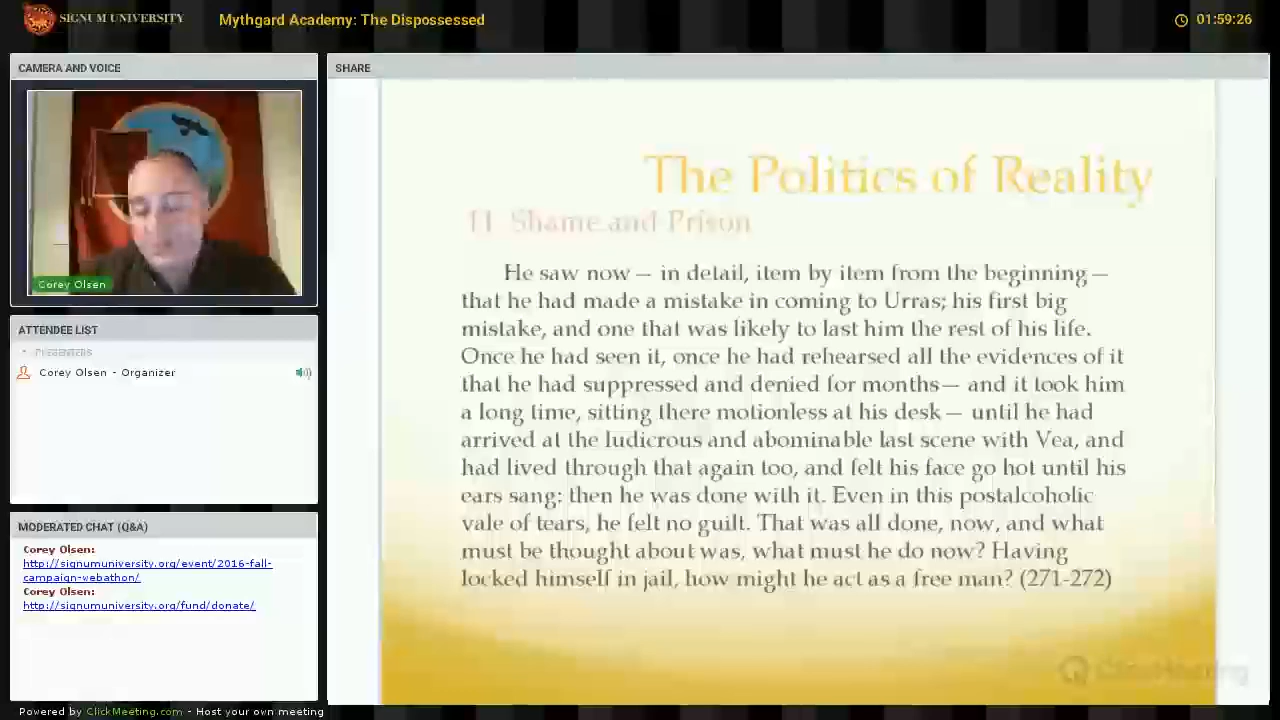 SIGNUM UNIVERSITY
Mythgard Academy: The Dispossessed
01:59:26
CAMERA AND VOICE
Corey Olsen
ATTENDEE LIST
Presenters
Corey Olsen - Organizer
MODERATED CHAT (Q&A)
Corey Olsen:
http://signumuniversity.org/event/2016-fall-
campaign-webathon/
Corey Olsen:
http://signumuniversity.org/fund/donate/
SHARE
The Politics of Reality
11 Shame and Prison
He saw now — in detail, item by item from the beginning —
that he had made a mistake in coming to Urras; his first big
mistake, and one that was likely to last him the rest of his life.
Once he had seen it, once he had rehearsed all the evidences of it
that he had suppressed and denied for months— and it took him
a long time, sitting there motionless at his desk — until he had
arrived at the ludicrous and abominable last scene with Vea, and
had lived through that again too, and felt his face go hot until his
ears sang: then he was done with it. Even in this postalcoholic
vale of tears, he felt no guilt. That was all done, now, and what
must be thought about was, what must he do now? Having
locked himself in jail, how might he act as a free man? (271-272)
ClickMeeting
Powered by ClickMeeting.com - Host your own meeting